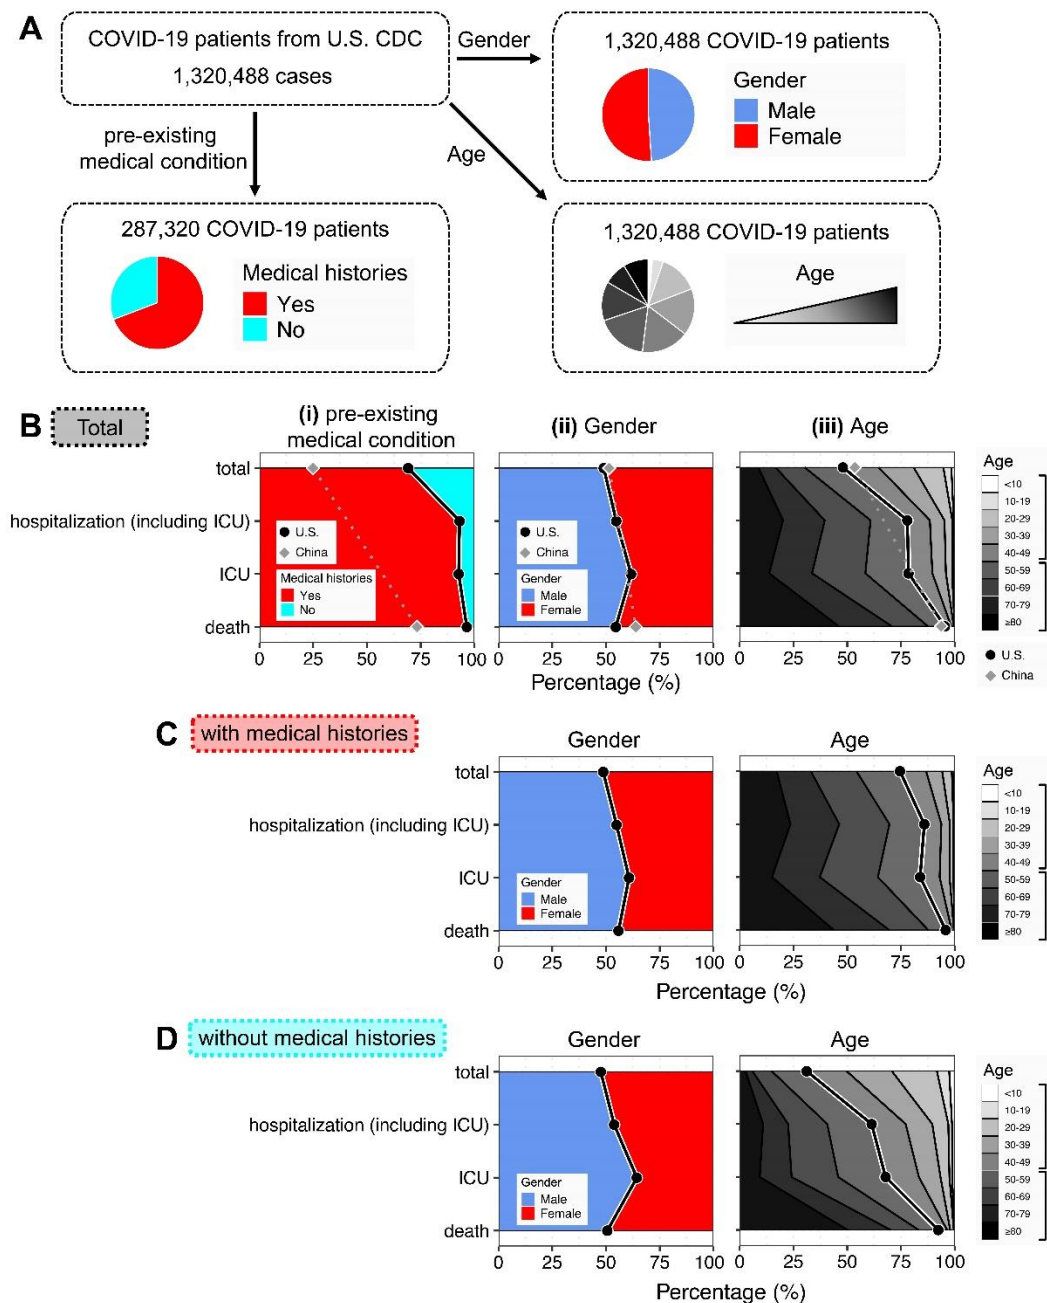 A
COVID-19 patients from U.S. CDC
1,320,488 cases
Gender
1,320,488 COVID-19 patients
Gender
Male
Female
pre-existing
medical condition
Age
287,320 COVID-19 patients
Medical histories
Yes
No
1,320,488 COVID-19 patients
Age
B
Total
(i) pre-existing
medical condition
(ii) Gender
(iii) Age
total
hospitalization (including ICU)
ICU
death
U.S.
China
Medical histories
Yes
No
0 25 50 75 100
U.S.
China
Gender
Male
Female
0 25 50 75 100
0 25 50 75 100
Percentage (%)
Age
<10
10-19
20-29
30-39
40-49
50-59
60-69
70-79
≥80
U.S.
China
C
with medical histories
Gender
Age
total
hospitalization (including ICU)
ICU
death
Gender
Male
Female
0 25 50 75 100
0 25 50 75 100
Percentage (%)
Age
<10
10-19
20-29
30-39
40-49
50-59
60-69
70-79
≥80
D
without medical histories
Gender
Age
total
hospitalization (including ICU)
ICU
death
Gender
Male
Female
0 25 50 75 100
0 25 50 75 100
Percentage (%)
Age
<10
10-19
20-29
30-39
40-49
50-59
60-69
70-79
≥80